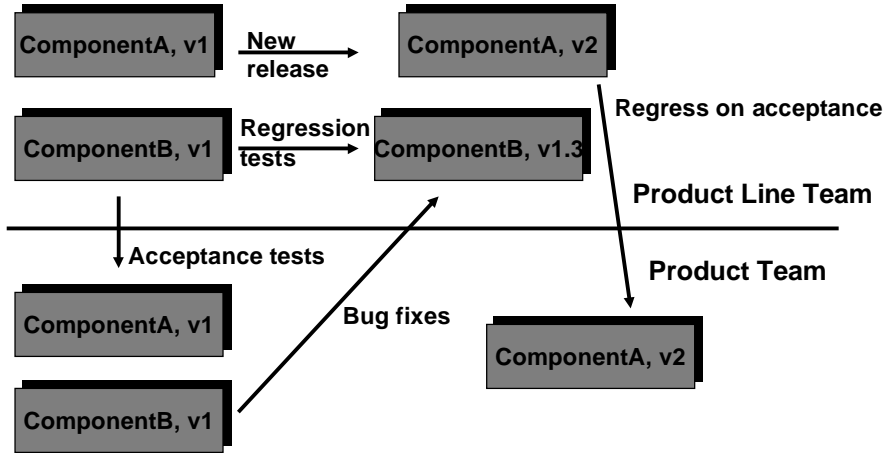 ComponentA, v1
New
release
ComponentA, v2
Regress on acceptance
ComponentB, v1
Regression
tests
ComponentB, v1.3
Product Line Team
Acceptance tests
Product Team
ComponentA, v1
Bug fixes
ComponentA, v2
ComponentB, v1